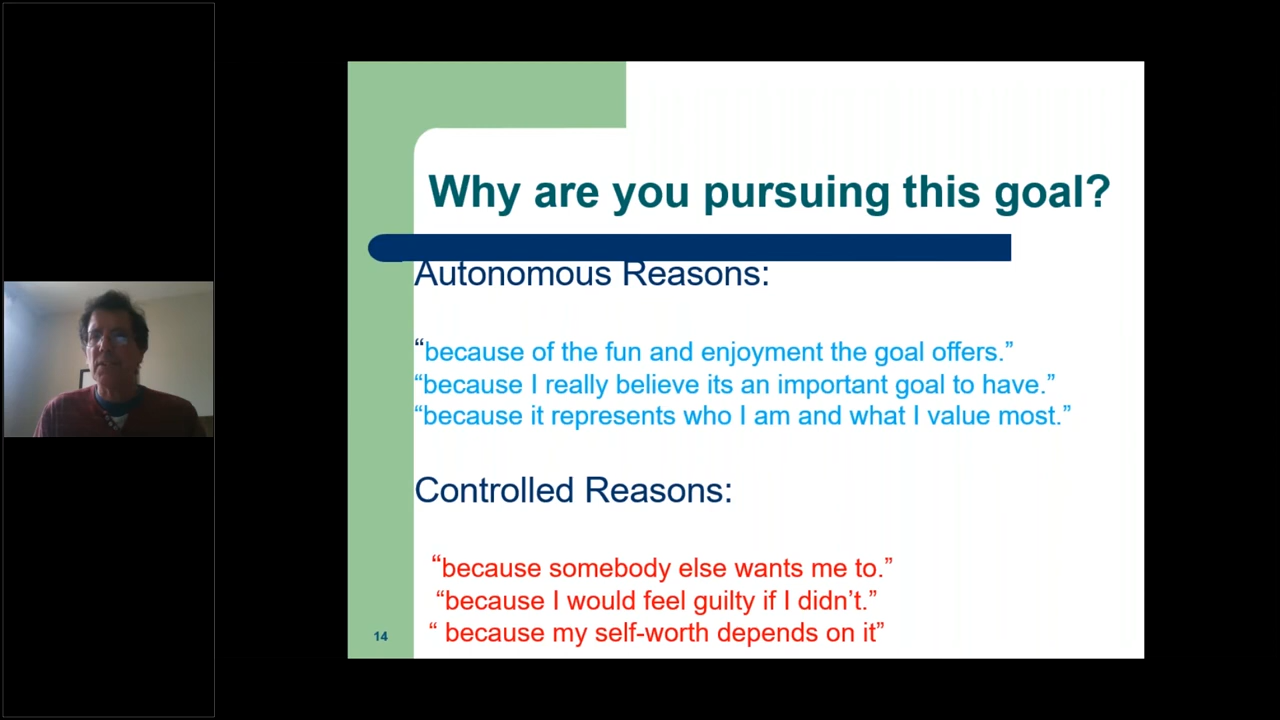 Why are you pursuing this goal?
Autonomous Reasons:
“because of the fun and enjoyment the goal offers.”
“because I really believe its an important goal to have.”
“because it represents who I am and what I value most.”
Controlled Reasons:
“because somebody else wants me to.”
“because I would feel guilty if I didn’t.”
“ because my self-worth depends on it”
14